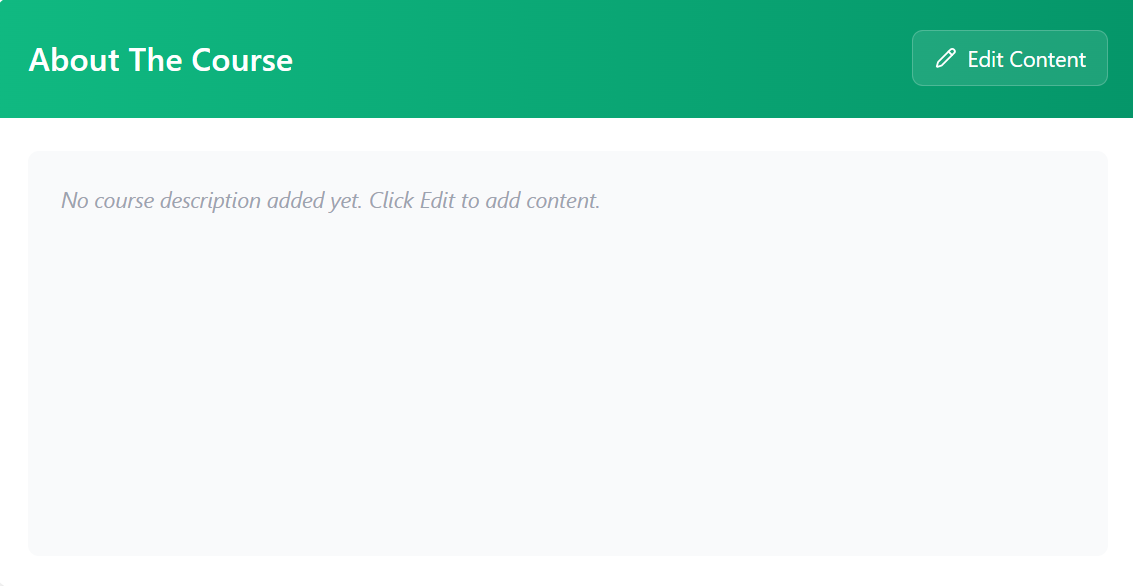 About The Course
Edit Content
No course description added yet. Click Edit to add content.